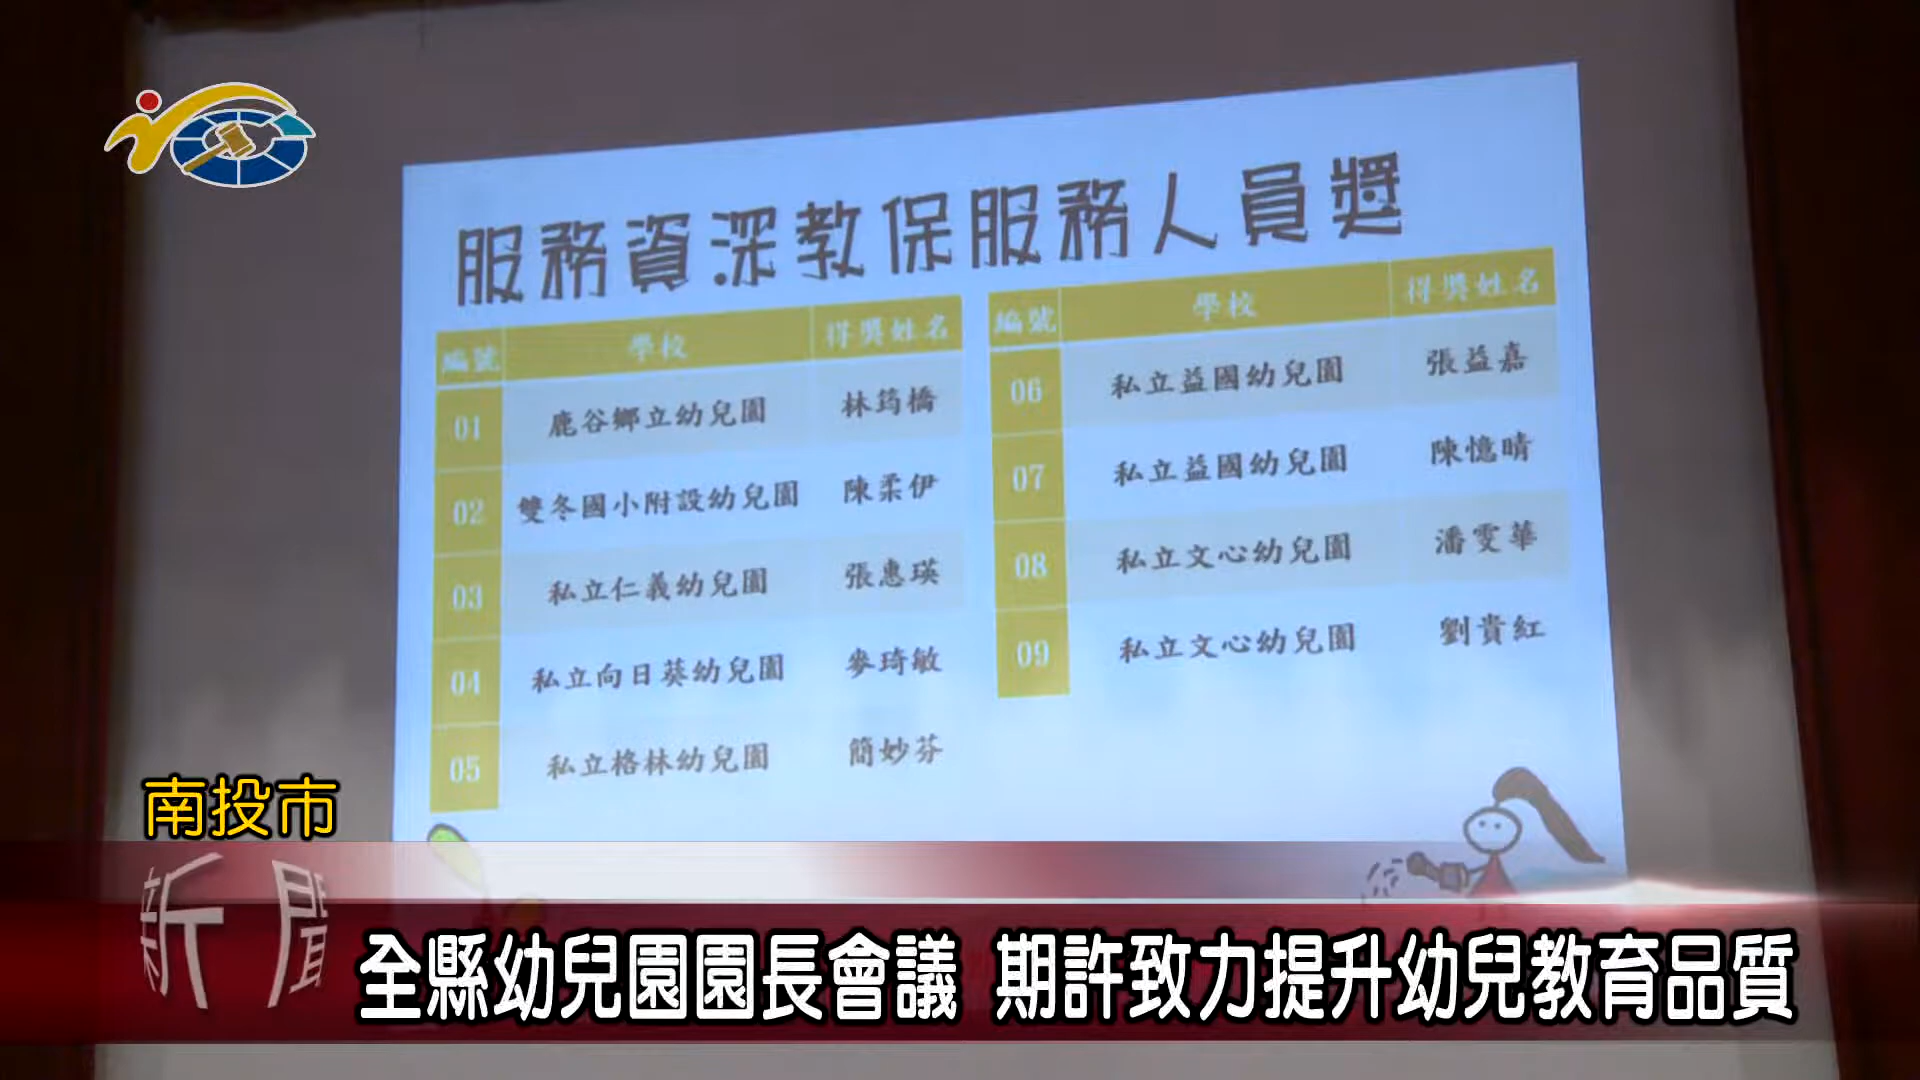 服務資深教保服務人員獎
編號 學校 得獎姓名
01 鹿谷鄉立幼兒園 林筠橋
02 雙冬國小附設幼兒園 陳柔伊
03 私立仁義幼兒園 張惠瑛
04 私立向日葵幼兒園 麥琦敏
05 私立格林幼兒園 簡妙芬
編號 學校 得獎姓名
06 私立益國幼兒園 張益嘉
07 私立益國幼兒園 陳憶晴
08 私立文心幼兒園 潘雯華
09 私立文心幼兒園 劉貴紅
南投市
新聞
全縣幼兒園園長會議 期許致力提升幼兒教育品質